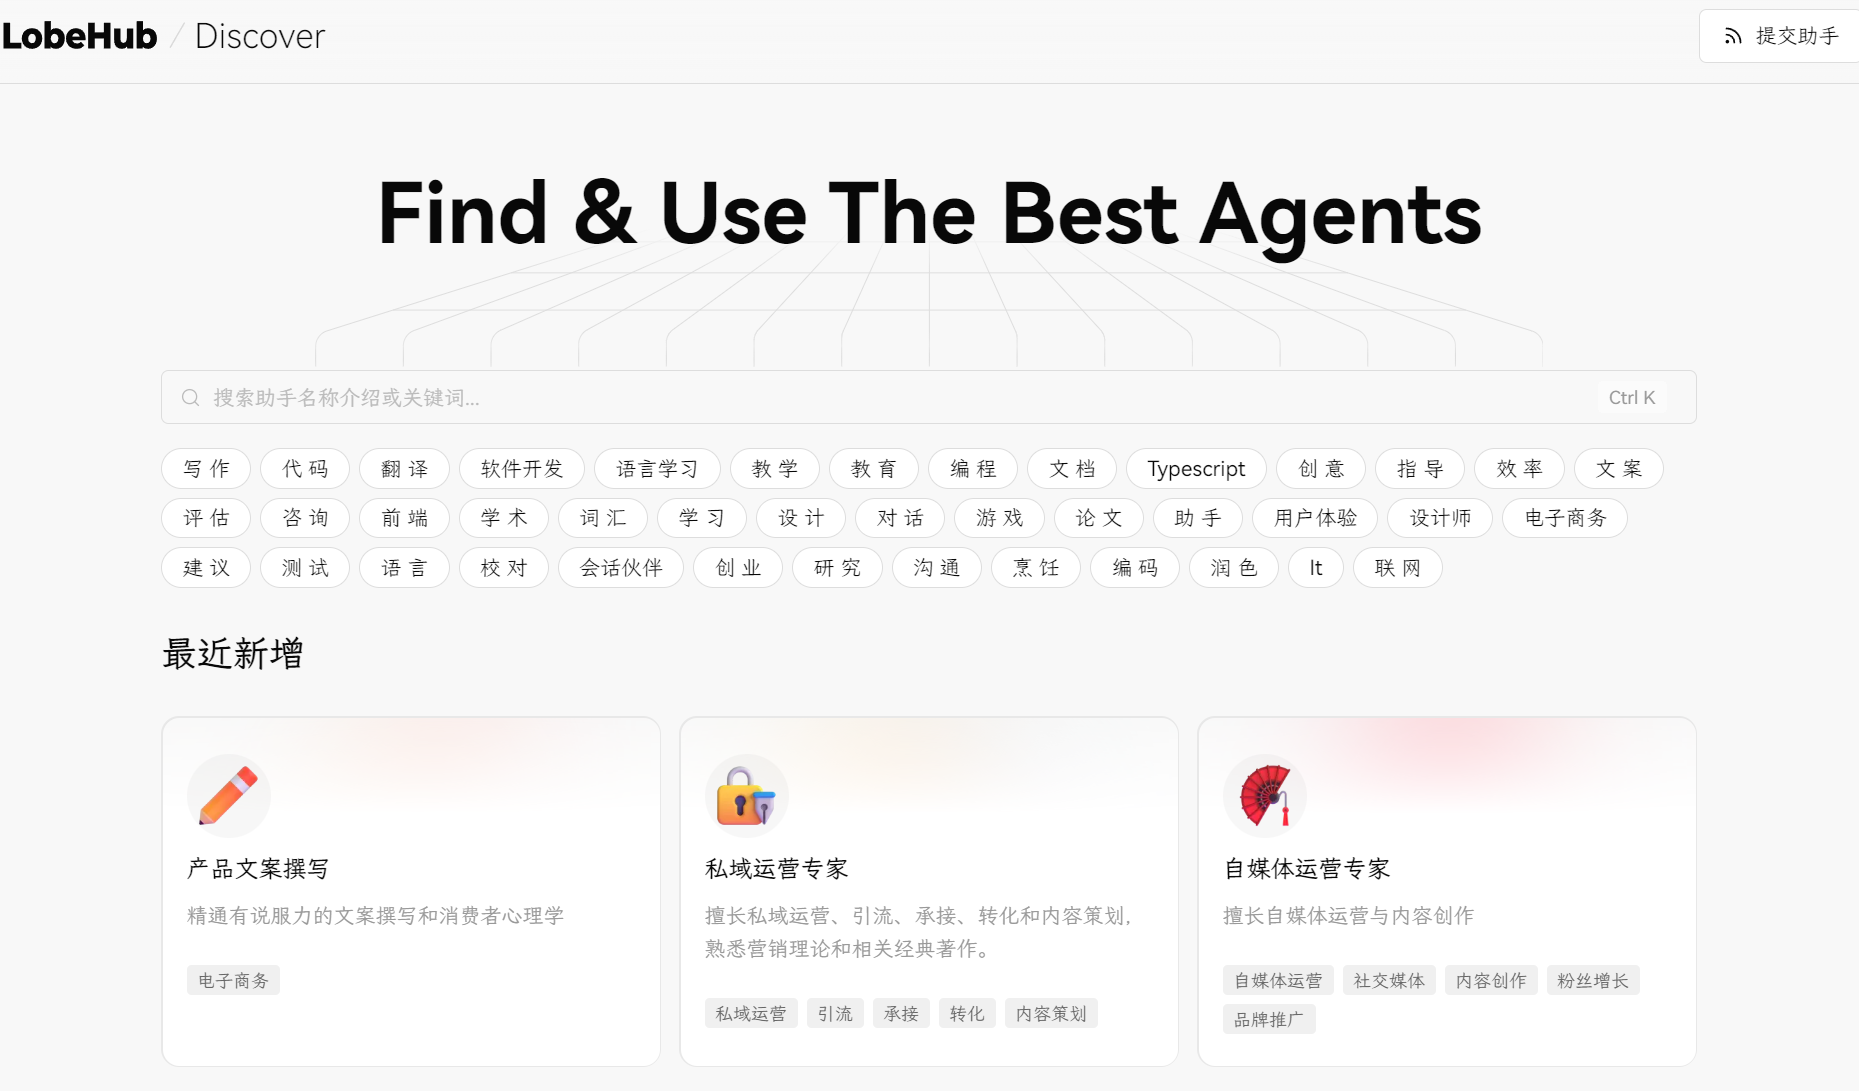 LobeHub / Discover
提交助手
Find & Use The Best Agents
搜索助手名称介绍或关键词...
Ctrl K
写作 代码 翻译 软件开发 语言学习 教学 教育 编程 文档 Typescript 创意 指导 效率 文案
评估 咨询 前端 学术 词汇 学习 设计 对话 游戏 论文 助手 用户体验 设计师 电子商务
建议 测试 语言 校对 会话伙伴 创业 研究 沟通 烹饪 编码 润色 It 联网
最近新增
产品文案撰写
精通有说服力的文案撰写和消费者心理学
电子商务
私域运营专家
擅长私域运营、引流、承接、转化和内容策划,
熟悉营销理论和相关经典著作。
私域运营 引流 承接 转化 内容策划
自媒体运营专家
擅长自媒体运营与内容创作
自媒体运营 社交媒体 内容创作 粉丝增长
品牌推广